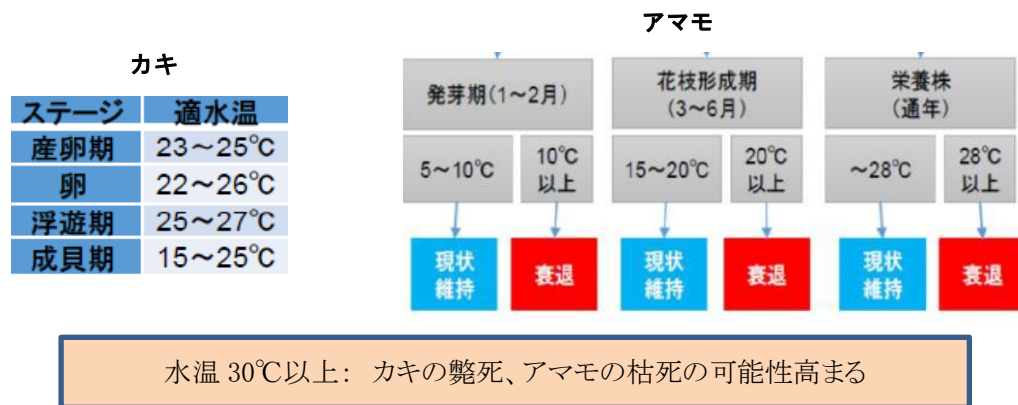 カキ
ステージ 適水温
産卵期 23～25℃
卵 22～26℃
浮遊期 25～27℃
成貝期 15～25℃
アマモ
発芽期(1～2月)
5～10℃
10℃
以上
現状
維持
衰退
花枝形成期
(3～6月)
15～20℃
20℃
以上
現状
維持
衰退
栄養株
(通年)
～28℃
28℃
以上
現状
維持
衰退
水温 30℃以上： カキの斃死、アマモの枯死の可能性高まる